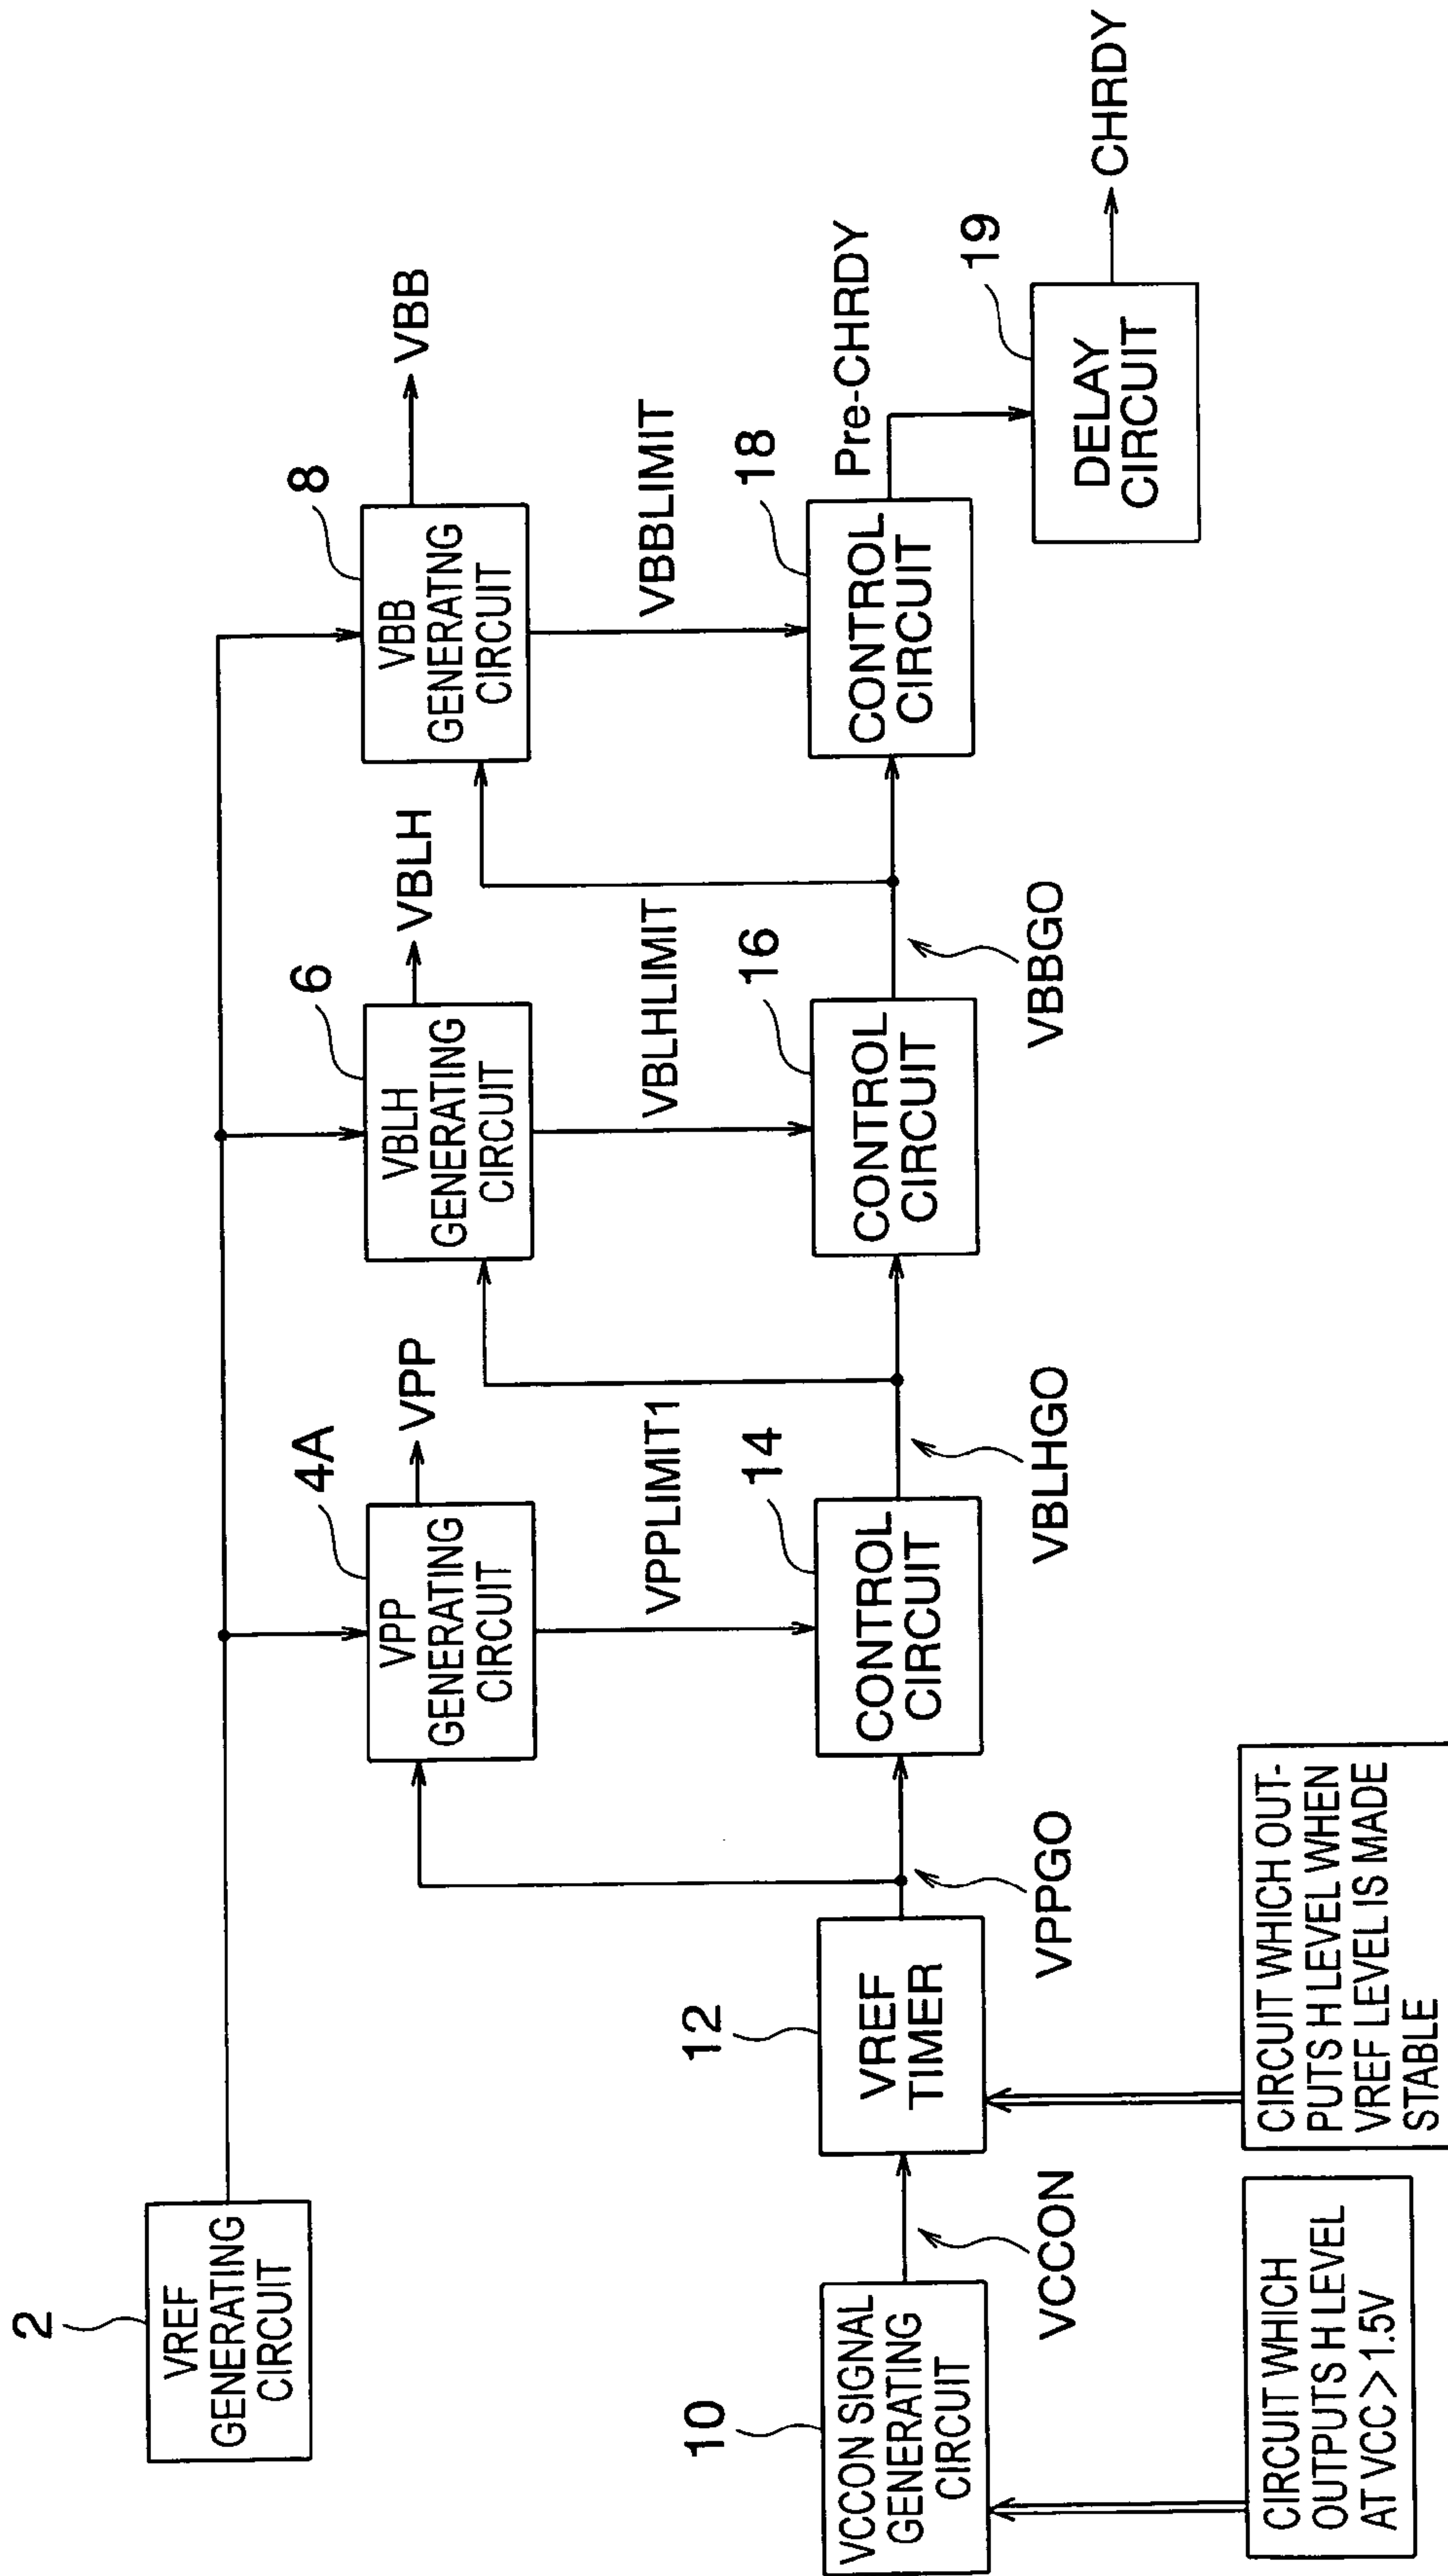 2
VREF
GENERATING
CIRCUIT
4A
VPP
GENERATING
CIRCUIT
VPP
6
VBLH
GENERATING
CIRCUIT
VBLH
8
VBB
GENERATNG
CIRCUIT
VBB
VPPLIMIT1
VBLHLIMIT
VBBLIMIT
10
VCCON SIGNAL
GENERATING
CIRCUIT
VCCON
12
VREF
TIMER
VPPGO
14
CONTROL
CIRCUIT
VBLHGO
16
CONTROL
CIRCUIT
VBBGO
18
CONTROL
CIRCUIT
Pre-CHRDY
19
DELAY
CIRCUIT
CHRDY
CIRCUIT WHICH
OUTPUTS H LEVEL
AT VCC>1.5V
CIRCUIT WHICH OUT-
PUTS H LEVEL WHEN
VREF LEVEL IS MADE
STABLE